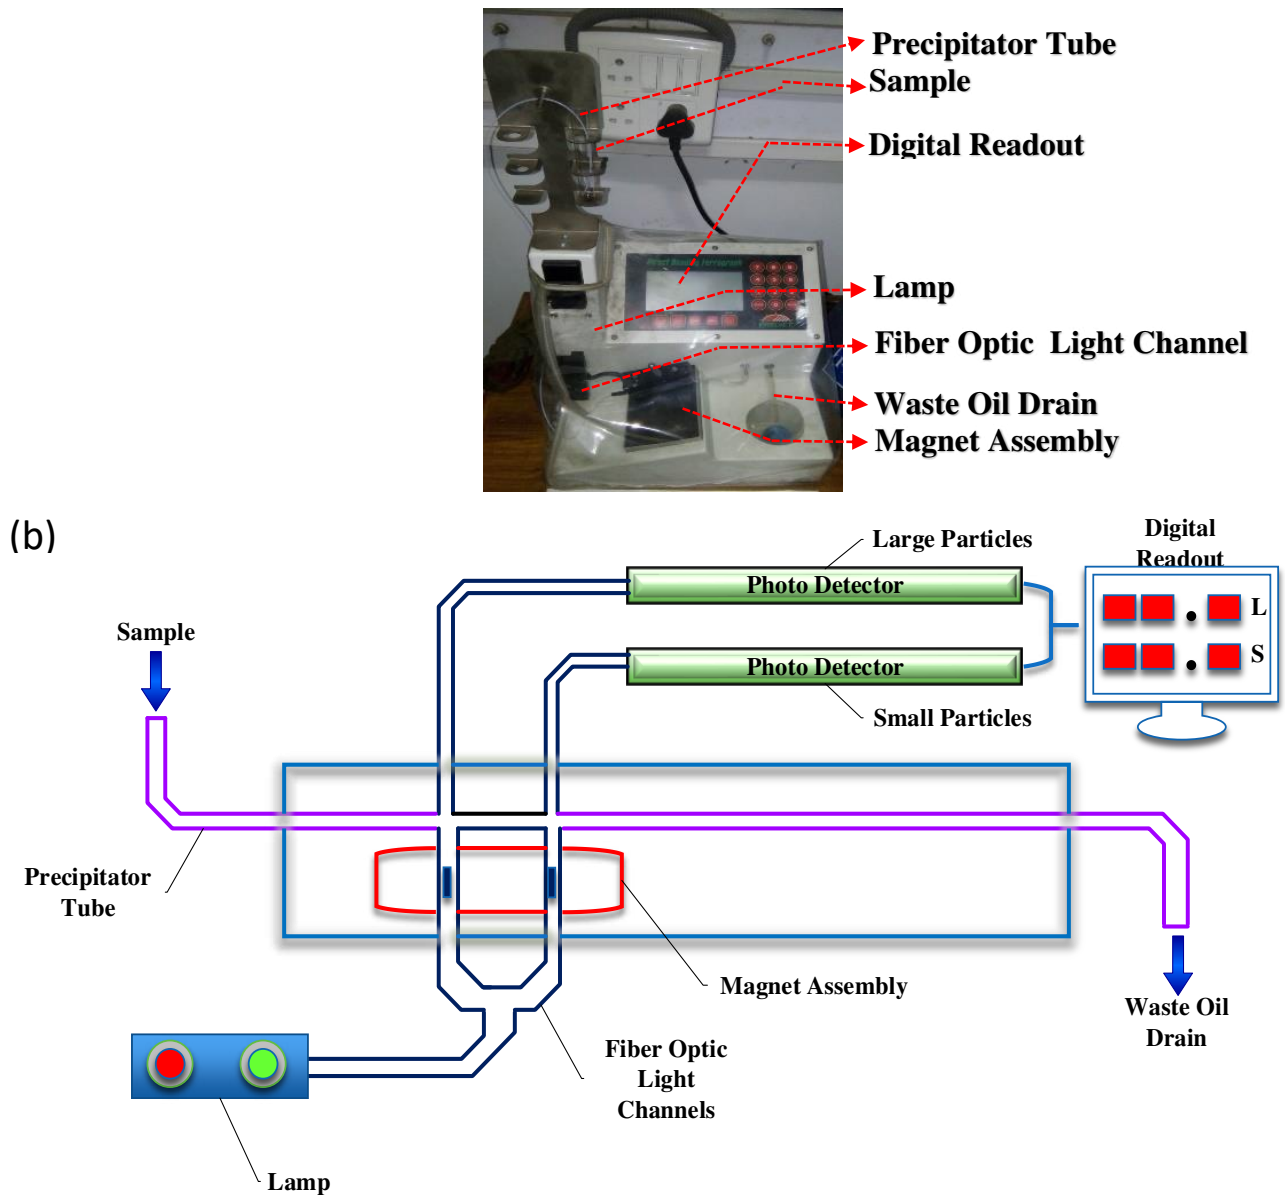 Precipitator Tube
Sample
Digital Readout
Lamp
Fiber Optic Light Channel
Waste Oil Drain
Magnet Assembly
(b)
Large Particles
Digital
Readout
Photo Detector
L
Sample
S
Photo Detector
Small Particles
Precipitator
Tube
Magnet Assembly
Waste Oil
Drain
Fiber Optic
Light
Channels
Lamp